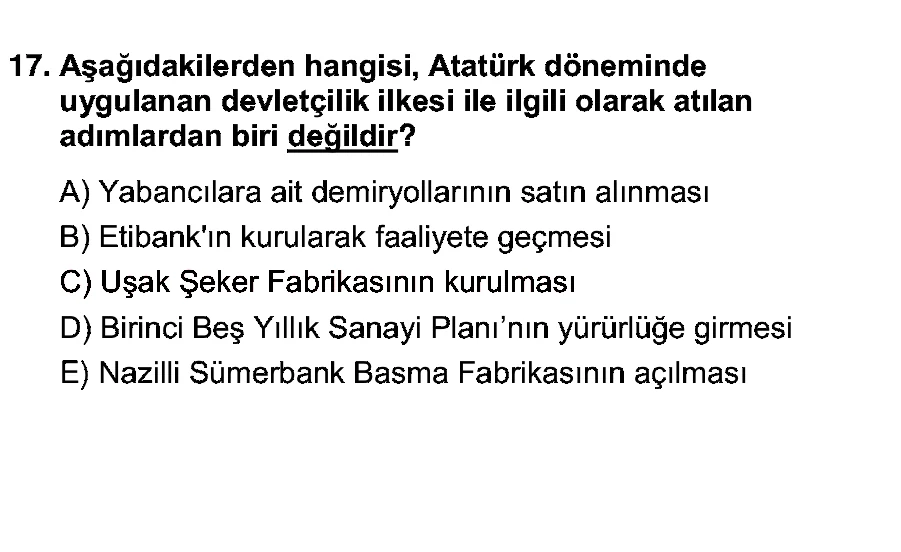 17. Aşağıdakilerden hangisi, Atatürk döneminde
uygulanan devletçilik ilkesi ile ilgili olarak atılan
adımlardan biri değildir?
A) Yabancılara ait demiryollarının satın alınması
B) Etibank'ın kurularak faaliyete geçmesi
C) Uşak Şeker Fabrikasının kurulması
D) Birinci Beş Yıllık Sanayi Planı’nın yürürlüğe girmesi
E) Nazilli Sümerbank Basma Fabrikasının açılması